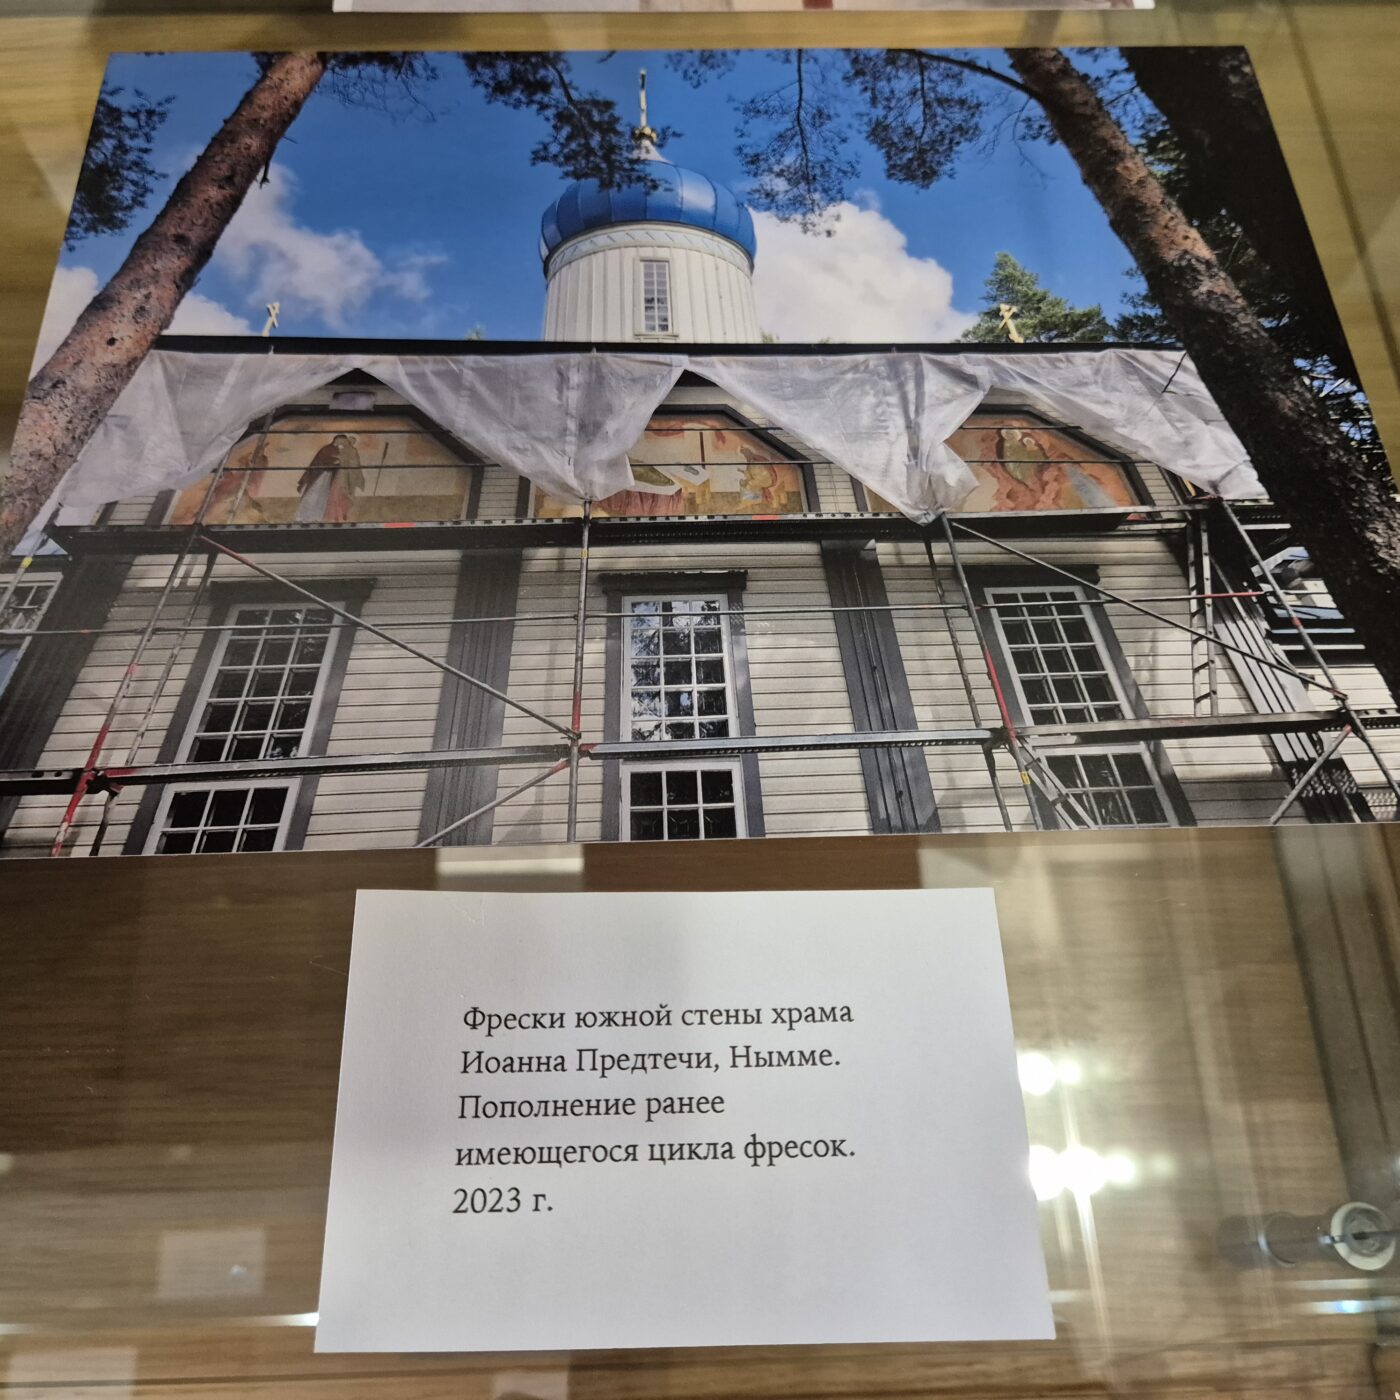 Фрески южной стены храма
Иоанна Предтечи, Нымме.
Пополнение ранее
имеющегося цикла фресок.
2023 г.